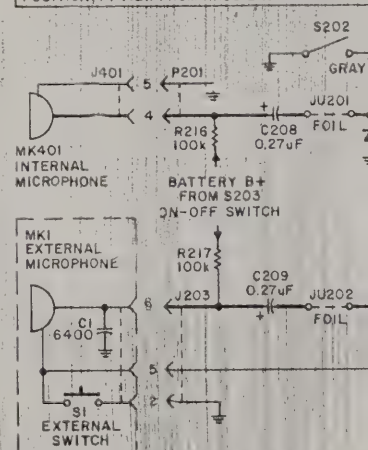 S202
GRAY
J401
5
P201
4
MK401
INTERNAL
MICROPHONE
R216
100k
C208
0.27uF
JU201
FOIL
BATTERY B+
FROM S203
ON-OFF SWITCH
MK1
EXTERNAL
MICROPHONE
R217
100k
C1
6400
6
J203
C209
0.27uF
JU202
FOIL
5
2
S1
EXTERNAL
SWITCH